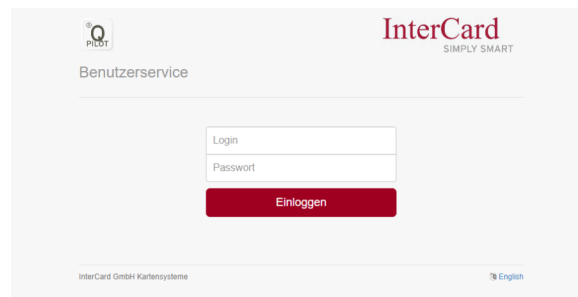 ®Q
PILOT
InterCard
SIMPLY SMART
Benutzerservice
Login
Passwort
Einloggen
InterCard GmbH Kartensysteme
English